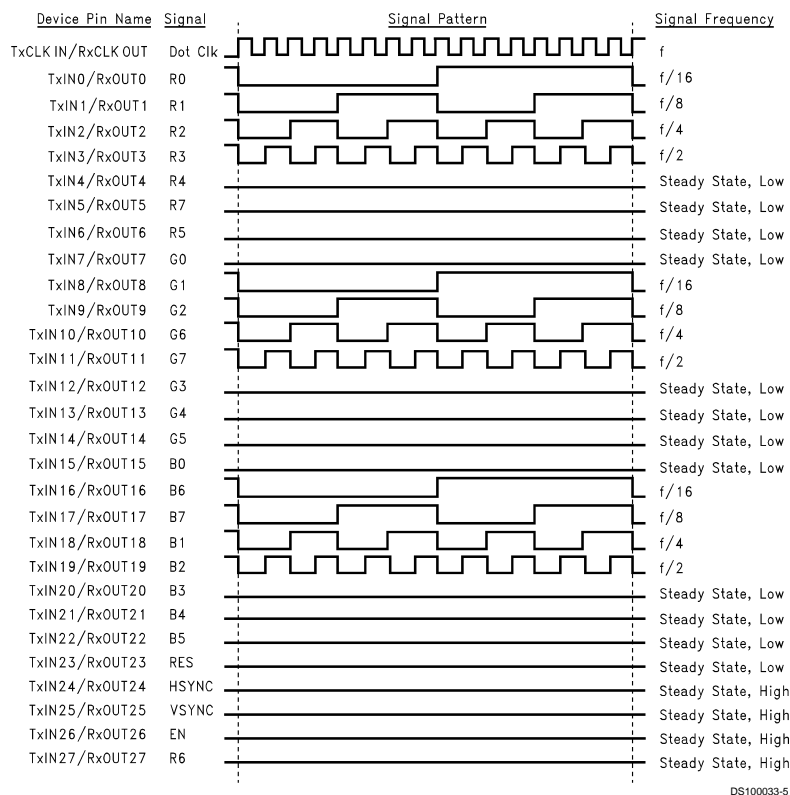 Device Pin Name Signal Signal Pattern Signal Frequency
TxCLK IN/RxCLK OUT Dot Clk f
TxIN0/RxOUT0 R0 f/16
TxIN1/RxOUT1 R1 f/8
TxIN2/RxOUT2 R2 f/4
TxIN3/RxOUT3 R3 f/2
TxIN4/RxOUT4 R4 Steady State, Low
TxIN5/RxOUT5 R7 Steady State, Low
TxIN6/RxOUT6 R5 Steady State, Low
TxIN7/RxOUT7 G0 Steady State, Low
TxIN8/RxOUT8 G1 f/16
TxIN9/RxOUT9 G2 f/8
TxIN10/RxOUT10 G6 f/4
TxIN11/RxOUT11 G7 f/2
TxIN12/RxOUT12 G3 Steady State, Low
TxIN13/RxOUT13 G4 Steady State, Low
TxIN14/RxOUT14 G5 Steady State, Low
TxIN15/RxOUT15 B0 Steady State, Low
TxIN16/RxOUT16 B6 f/16
TxIN17/RxOUT17 B7 f/8
TxIN18/RxOUT18 B1 f/4
TxIN19/RxOUT19 B2 f/2
TxIN20/RxOUT20 B3 Steady State, Low
TxIN21/RxOUT21 B4 Steady State, Low
TxIN22/RxOUT22 B5 Steady State, Low
TxIN23/RxOUT23 RES Steady State, Low
TxIN24/RxOUT24 HSYNC Steady State, High
TxIN25/RxOUT25 VSYNC Steady State, High
TxIN26/RxOUT26 EN Steady State, High
TxIN27/RxOUT27 R6 Steady State, High
DS100033-5